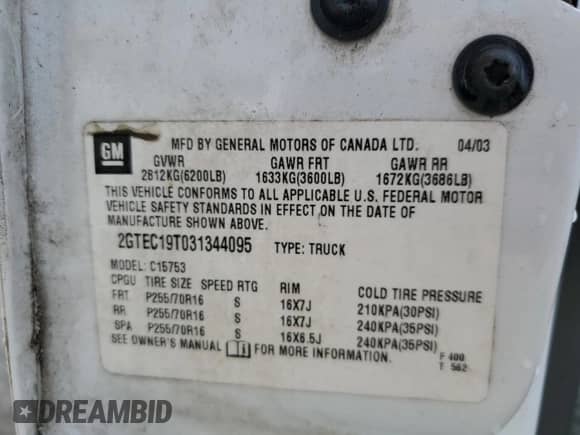 GM
MFD BY GENERAL MOTORS OF CANADA LTD. 04/03
GVWR GAWR FRT GAWR RR
2812KG(6200LB) 1633KG(3600LB) 1672KG(3686LB)
THIS VEHICLE CONFORMS TO ALL APPLICABLE U.S. FEDERAL MOTOR
VEHICLE SAFETY STANDARDS IN EFFECT ON THE DATE OF
MANUFACTURE SHOWN ABOVE.
2GTEC19T031344095 TYPE: TRUCK
MODEL: C15753
CPGU TIRE SIZE SPEED RTG RIM COLD TIRE PRESSURE
FRT P255/70R16 S 16X7J 210KPA(30PSI)
RR P255/70R16 S 16X7J 240KPA(35PSI)
SPA P255/70R16 S 16X6.5J 240KPA(35PSI)
SEE OWNER'S MANUAL FOR MORE INFORMATION.
F 400
T 562
DREAMBID